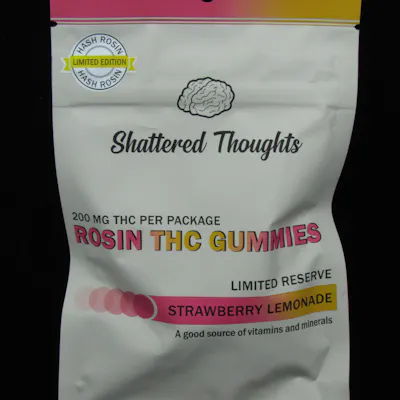 HASH ROSIN
LIMITED EDITION
HASH ROSIN
Shattered Thoughts
200 MG THC PER PACKAGE
ROSIN THC GUMMIES
LIMITED RESERVE
STRAWBERRY LEMONADE
A good source of vitamins and minerals